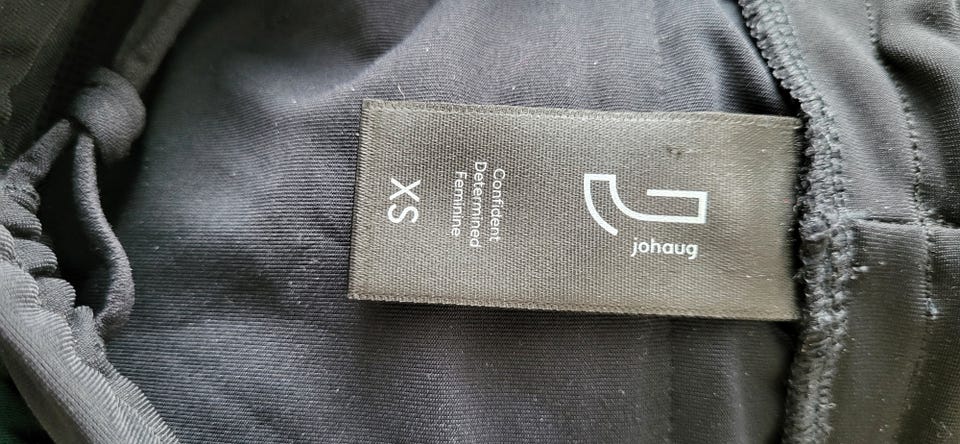 johaug
Confident
Determined
Feminine
XS